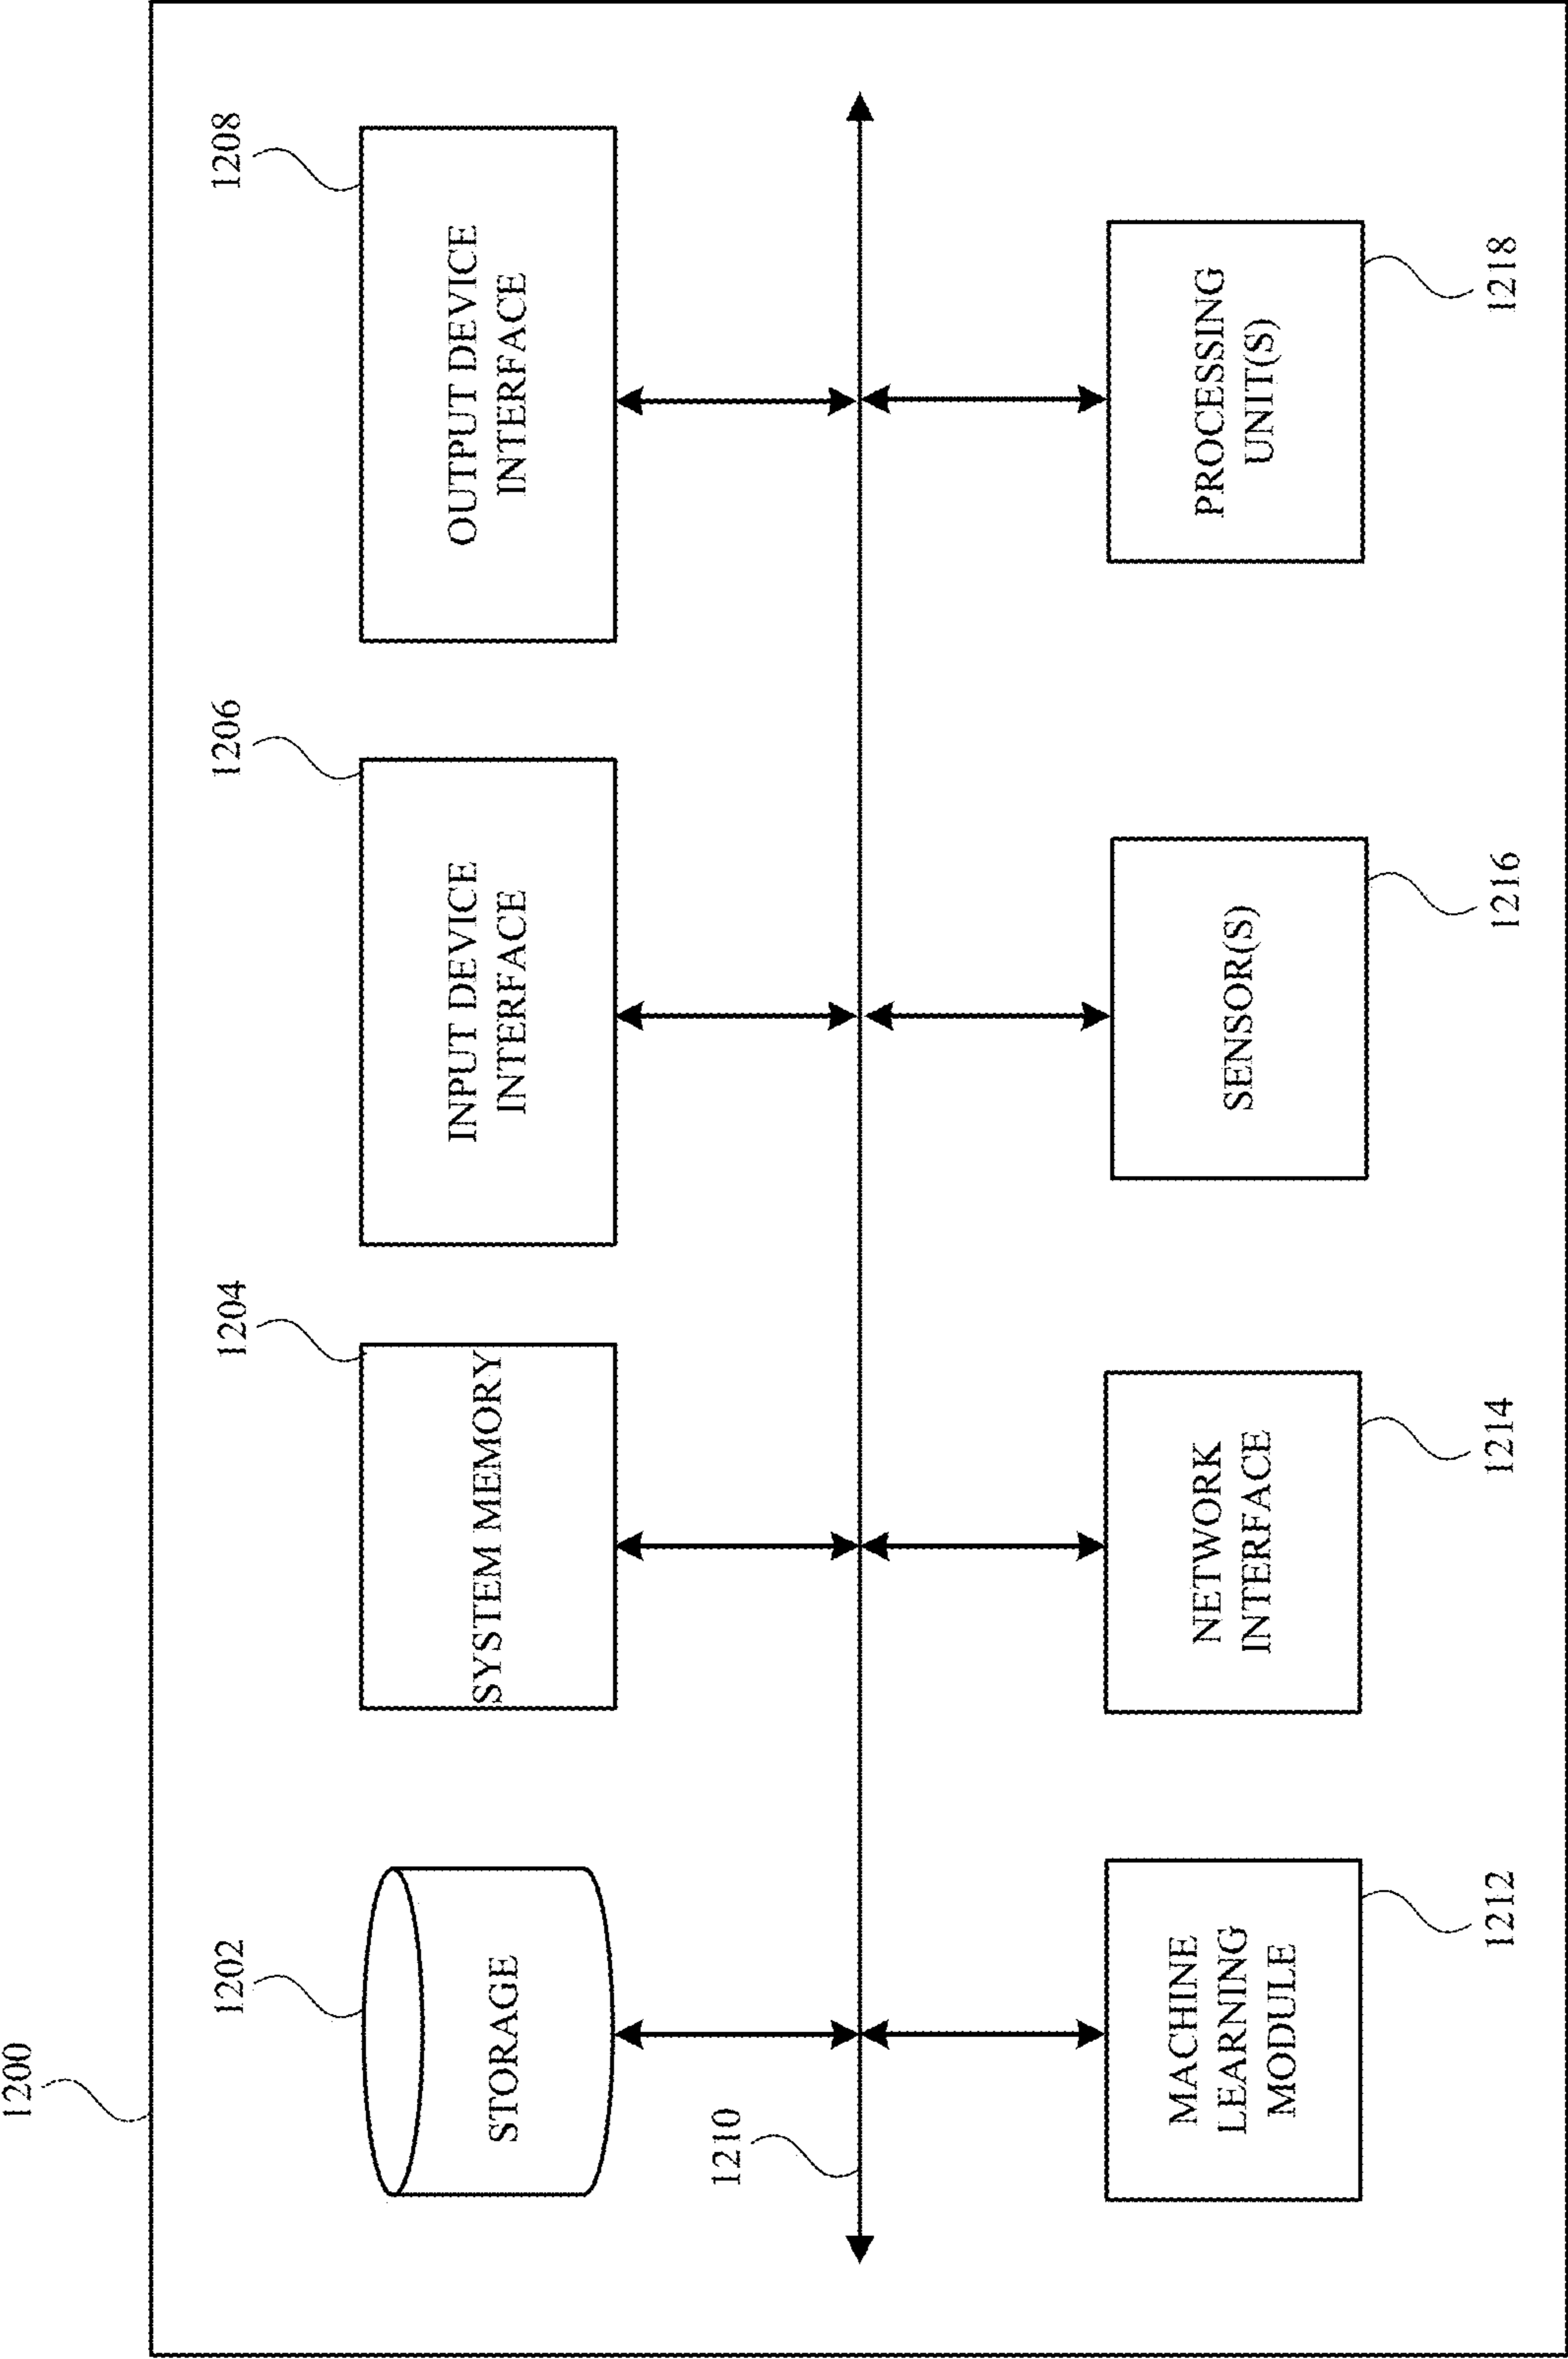 1200
1202
1204
1206
1208
STORAGE
SYSTEM MEMORY
INPUT DEVICE
INTERFACE
OUTPUT DEVICE
INTERFACE
1210
MACHINE
LEARNING
MODULE
NETWORK
INTERFACE
SENSOR(S)
PROCESSING
UNIT(S)
1212
1214
1216
1218